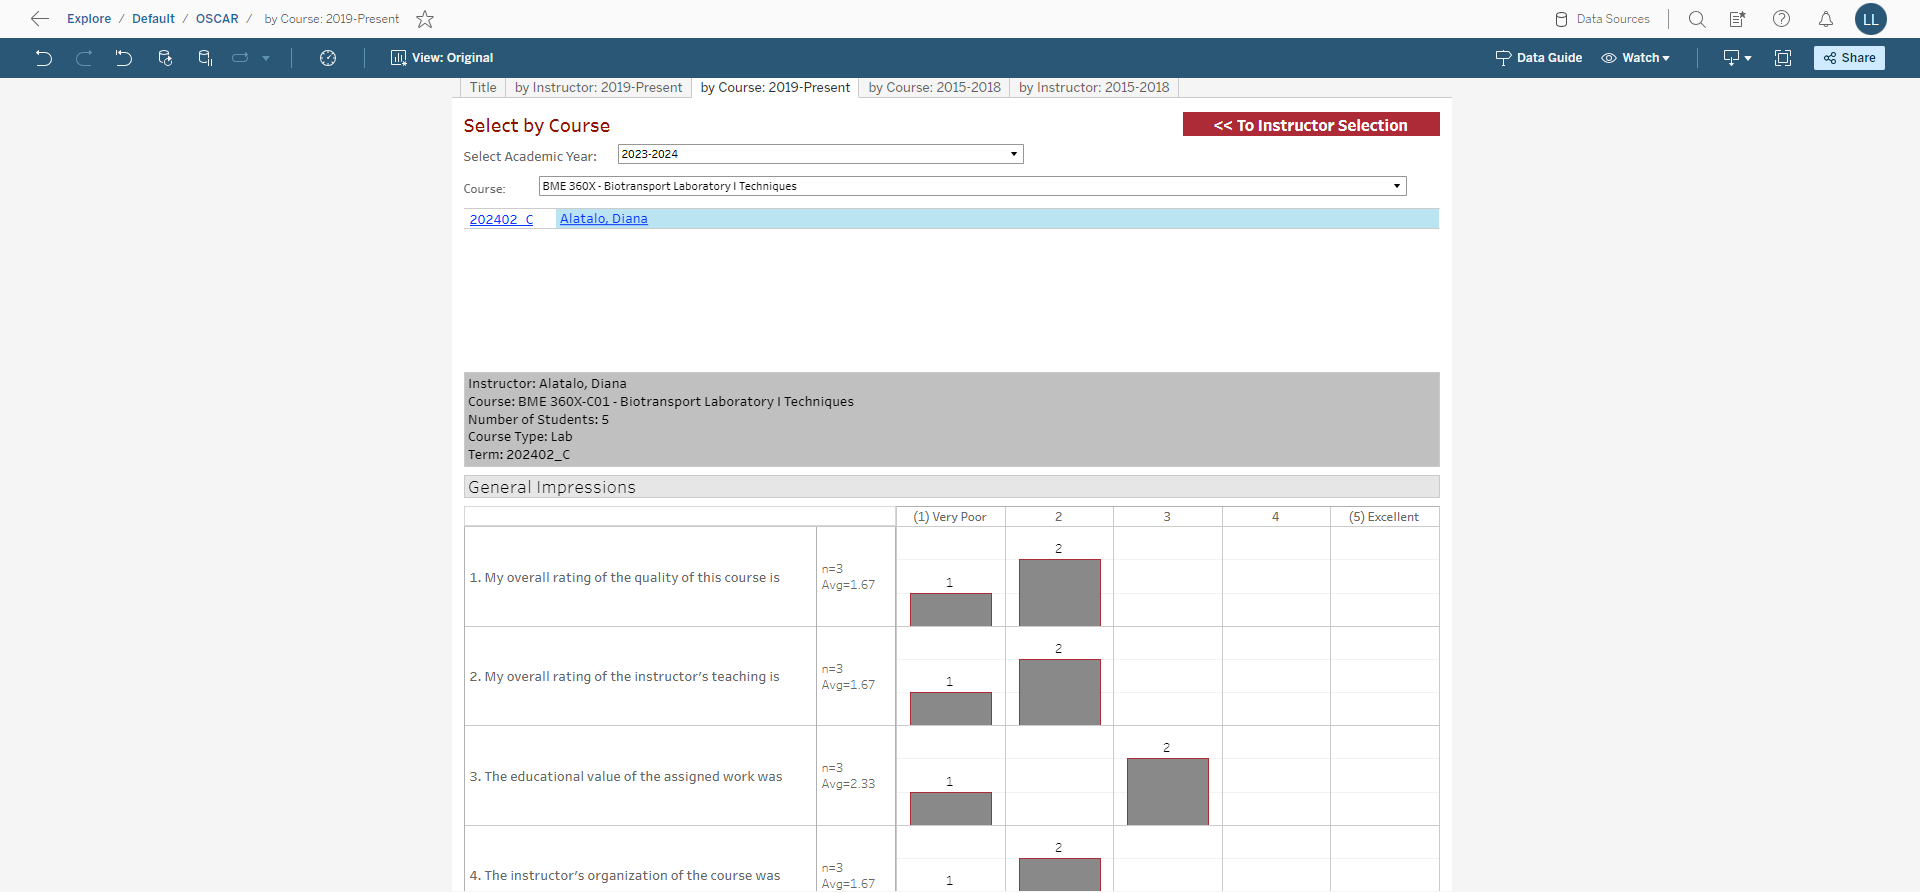 Explore / Default / OSCAR / by Course: 2019-Present
Data Sources
LL
View: Original
Data Guide
Watch
Share
Title
by Instructor: 2019-Present
by Course: 2019-Present
by Course: 2015-2018
by Instructor: 2015-2018
Select by Course
<< To Instructor Selection
Select Academic Year:
2023-2024
Course:
BME 360X - Biotransport Laboratory I Techniques
202402_C
Alatalo, Diana
Instructor: Alatalo, Diana
Course: BME 360X-C01 - Biotransport Laboratory I Techniques
Number of Students: 5
Course Type: Lab
Term: 202402_C
General Impressions
(1) Very Poor
2
3
4
(5) Excellent
1. My overall rating of the quality of this course is
n=3
Avg=1.67
1
2
2. My overall rating of the instructor's teaching is
n=3
Avg=1.67
1
2
3. The educational value of the assigned work was
n=3
Avg=2.33
1
2
4. The instructor's organization of the course was
n=3
Avg=1.67
1
2